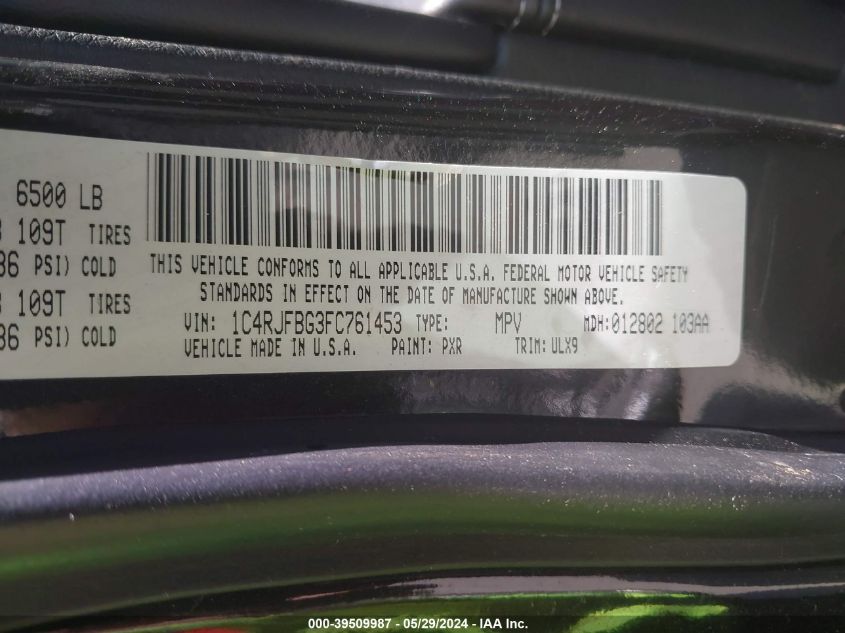 6500 LB
109T TIRES
36 PSI) COLD
109T TIRES
36 PSI) COLD
THIS VEHICLE CONFORMS TO ALL APPLICABLE U.S.A. FEDERAL MOTOR VEHICLE SAFETY
STANDARDS IN EFFECT ON THE DATE OF MANUFACTURE SHOWN ABOVE.
VIN: 1C4RJFBG3FC761453 TYPE: MPV MDH:012802 103AA
VEHICLE MADE IN U.S.A. PAINT: PXR TRIM: ULX9
000-39509987 - 05/29/2024 - IAA Inc.